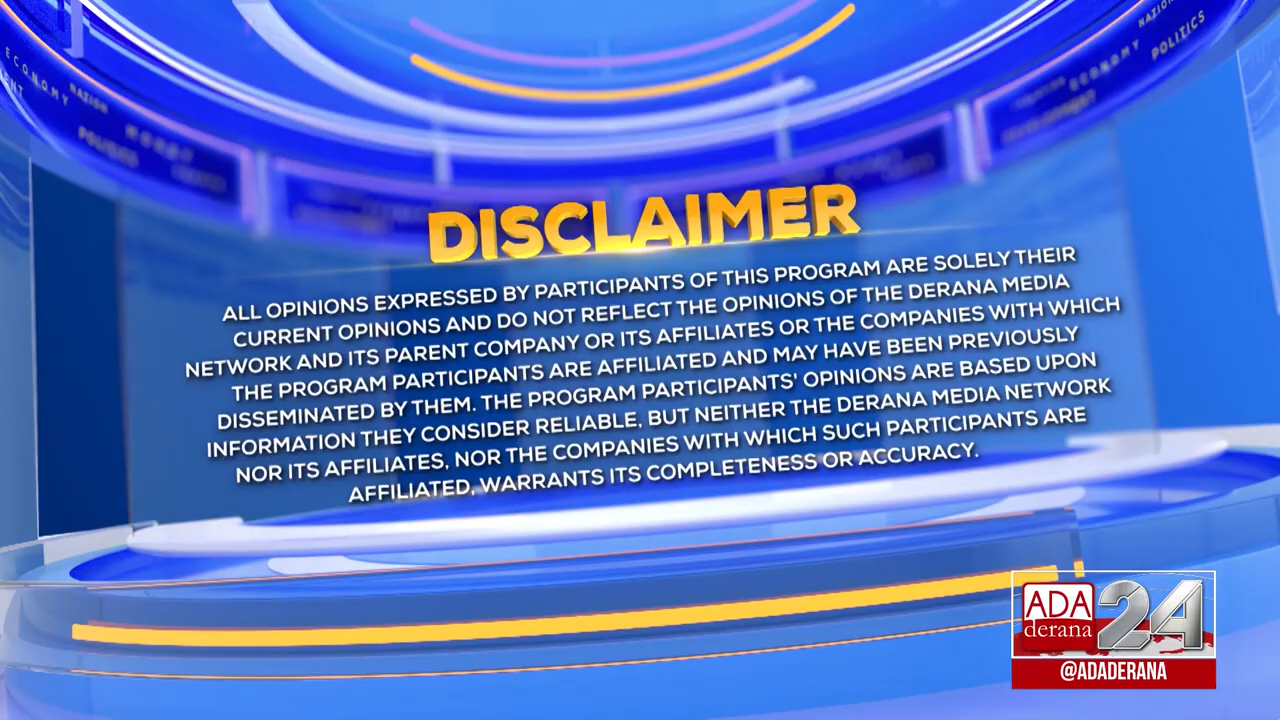 ECONOMY
NATION
POLITICS
NATION
POLITICS
ECONOMY
DISCLAIMER
ALL OPINIONS EXPRESSED BY PARTICIPANTS OF THIS PROGRAM ARE SOLELY THEIR
CURRENT OPINIONS AND DO NOT REFLECT THE OPINIONS OF THE DERANA MEDIA
NETWORK AND ITS PARENT COMPANY OR ITS AFFILIATES OR THE COMPANIES WITH WHICH
THE PROGRAM PARTICIPANTS ARE AFFILIATED AND MAY HAVE BEEN PREVIOUSLY
DISSEMINATED BY THEM. THE PROGRAM PARTICIPANTS' OPINIONS ARE BASED UPON
INFORMATION THEY CONSIDER RELIABLE, BUT NEITHER THE DERANA MEDIA NETWORK
NOR ITS AFFILIATES, NOR THE COMPANIES WITH WHICH SUCH PARTICIPANTS ARE
AFFILIATED, WARRANTS ITS COMPLETENESS OR ACCURACY.
ADA
derana
24
@ADADERANA